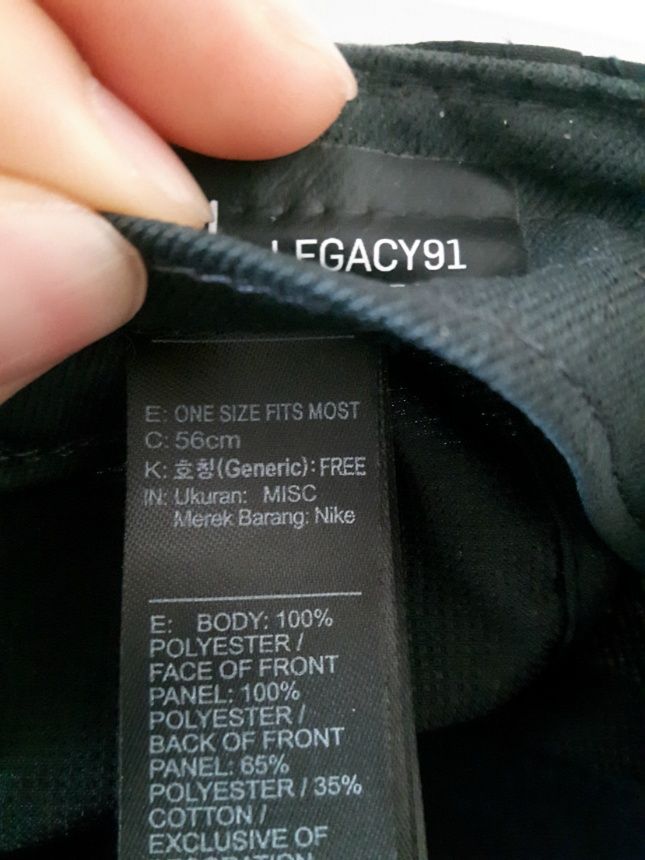 LEGACY91
E: ONE SIZE FITS MOST
C: 56cm
K: 호칭(Generic): FREE
IN: Ukuran: MISC
Merek Barang: Nike
E: BODY: 100%
POLYESTER /
FACE OF FRONT
PANEL: 100%
POLYESTER /
BACK OF FRONT
PANEL: 65%
POLYESTER / 35%
COTTON /
EXCLUSIVE OF